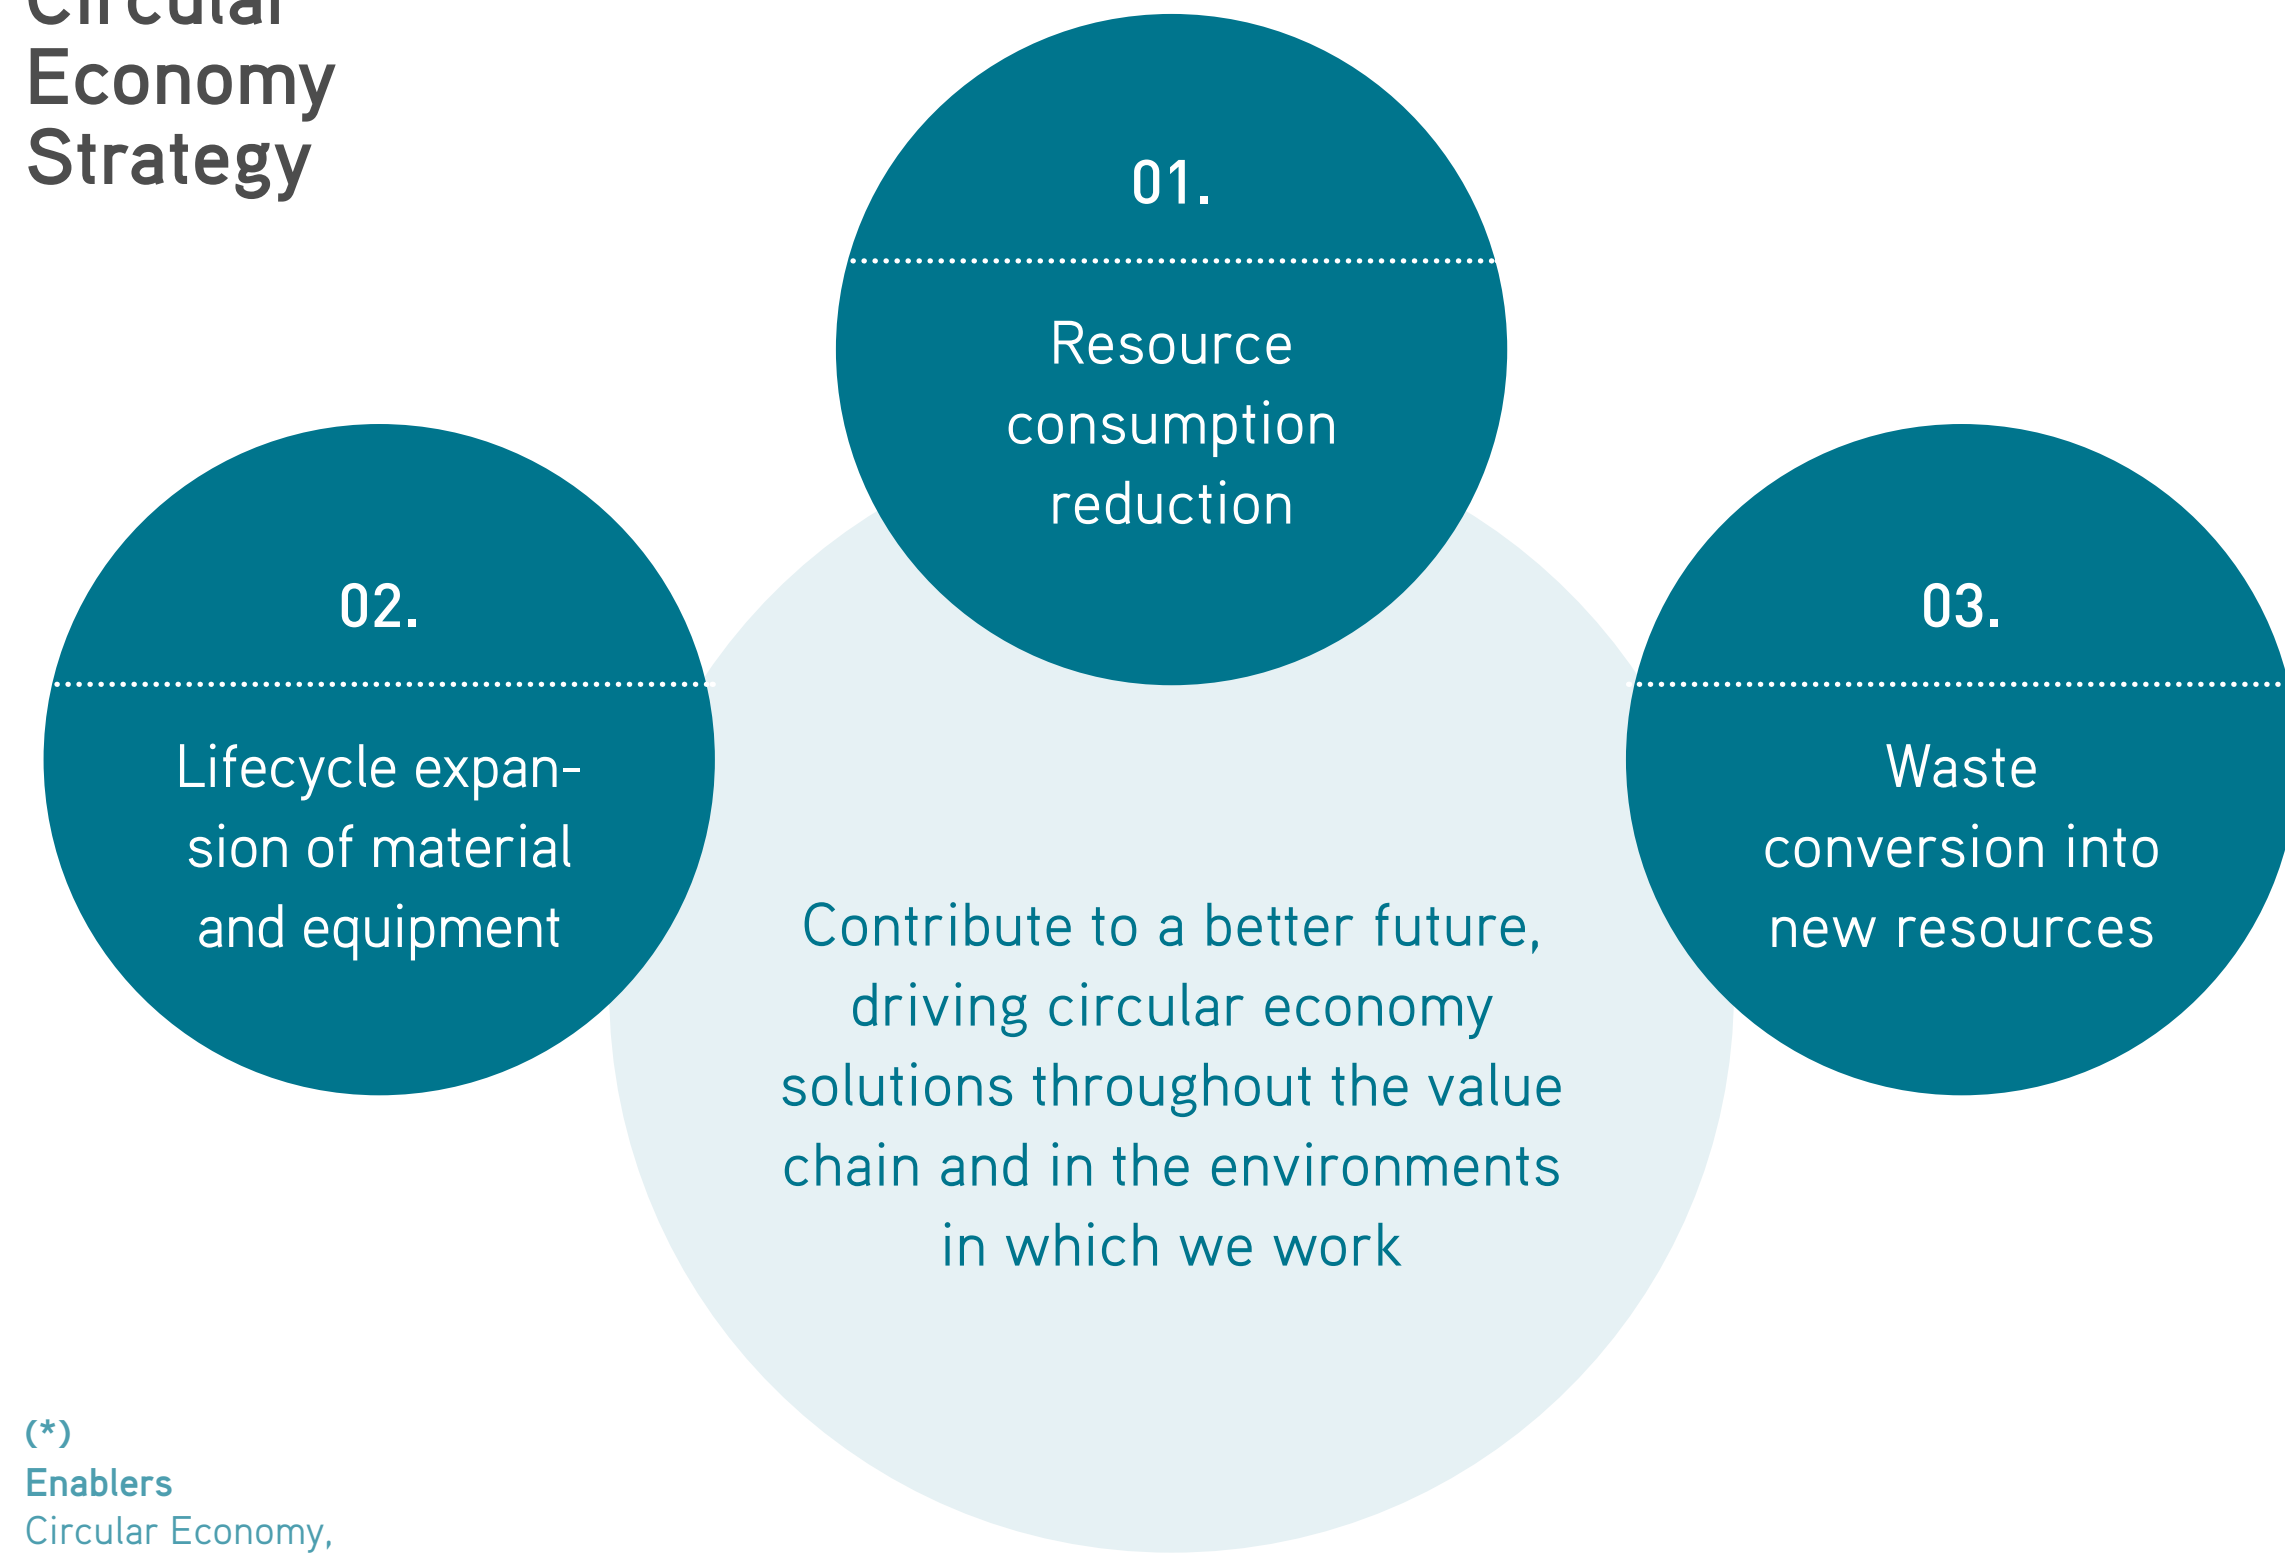 Circular
Economy
Strategy
01.
Resource
consumption
reduction
02.
Lifecycle expan-
sion of material
and equipment
03.
Waste
conversion into
new resources
Contribute to a better future,
driving circular economy
solutions throughout the value
chain and in the environments
in which we work
(*)
Enablers
Circular Economy,